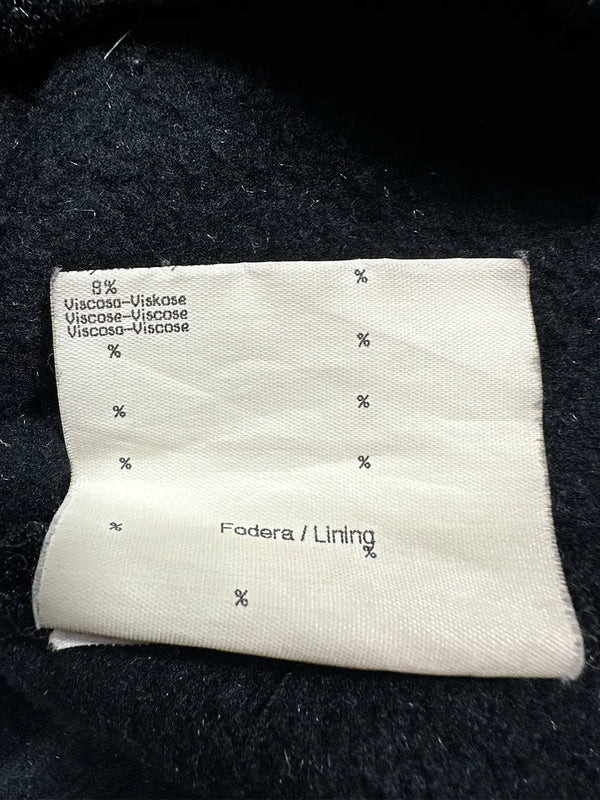 8% %
Viscosa-Viskose
Viscose-Viscose
Viscosa-Viscose
% %
% %
% %
% Fodera / Lining
%
%